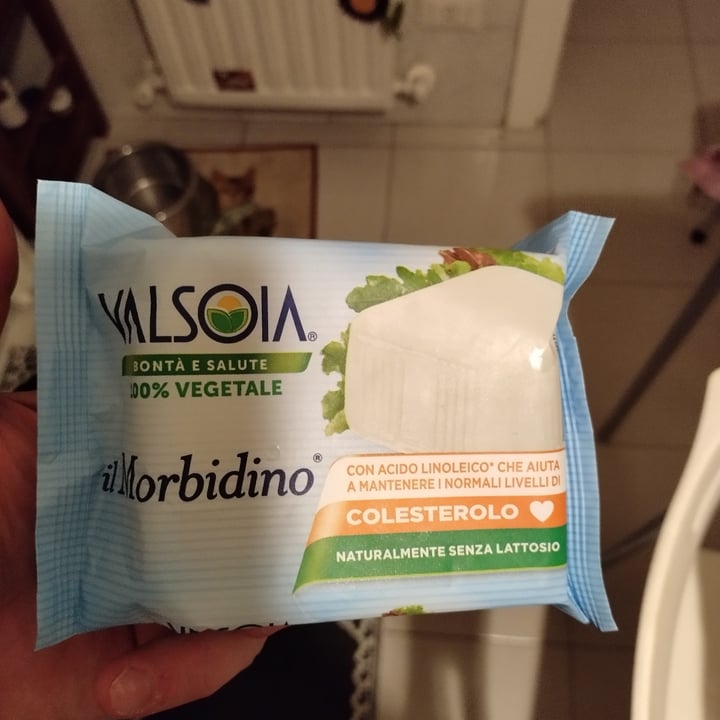 VALSOIA®
BONTÀ E SALUTE
100% VEGETALE
il Morbidino®
CON ACIDO LINOLEICO* CHE AIUTA
A MANTENERE I NORMALI LIVELLI DI
COLESTEROLO
NATURALMENTE SENZA LATTOSIO